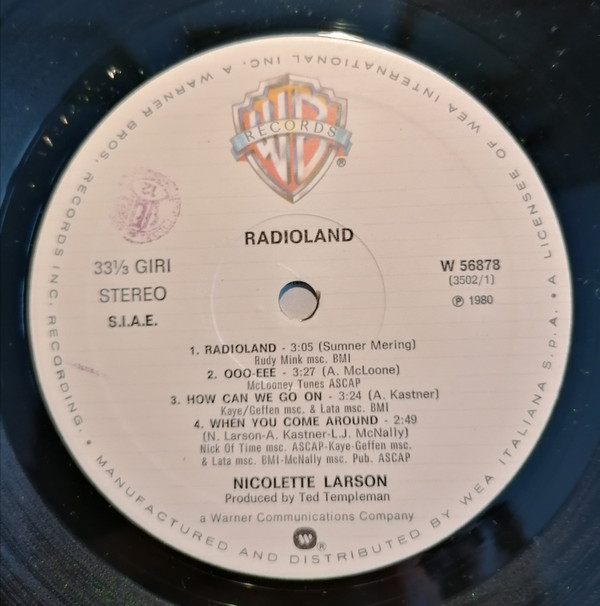 MANUFACTURED AND DISTRIBUTED BY WEA ITALIANA S.p.A. • A LICENSEE OF WEA INTERNATIONAL INC. A WARNER BROS. RECORDS INC. RECORDING. •
WB
RECORDS
®
RADIOLAND
12
33⅓ GIRI
STEREO
S.I.A.E.
W 56878
(3502/1)
Ⓟ 1980
1. RADIOLAND - 3:05 (Sumner Mering)
Rudy Mink msc. BMI
2. OOO-EEE - 3:27 (A. McLoone)
McLooney Tunes ASCAP
3. HOW CAN WE GO ON - 3:24 (A. Kastner)
Kaye/Geffen msc. & Lata msc. BMI
4. WHEN YOU COME AROUND - 2:49
(N. Larson-A. Kastner-L.J. McNally)
Nick Of Time msc. ASCAP-Kaye-Geffen msc.
& Lata msc. BMI-McNally msc. Pub. ASCAP
NICOLETTE LARSON
Produced by Ted Templeman
a Warner Communications Company
®